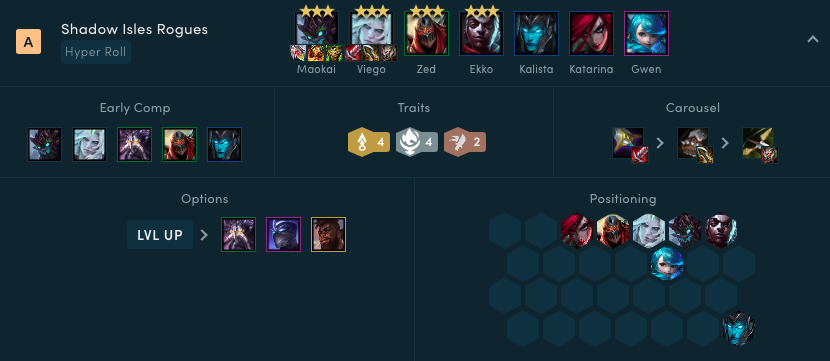 A
Shadow Isles Rogues
Hyper Roll
Maokai
Viego
Zed
Ekko
Kalista
Katarina
Gwen
Early Comp
Traits
4
4
2
Carousel
Options
LVL UP
Positioning